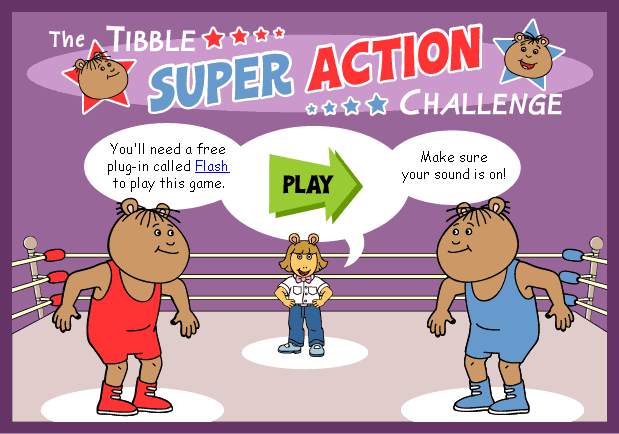 The TIBBLE
SUPER ACTION
CHALLENGE
You'll need a free
plug-in called Flash
to play this game.
PLAY
Make sure
your sound is on!